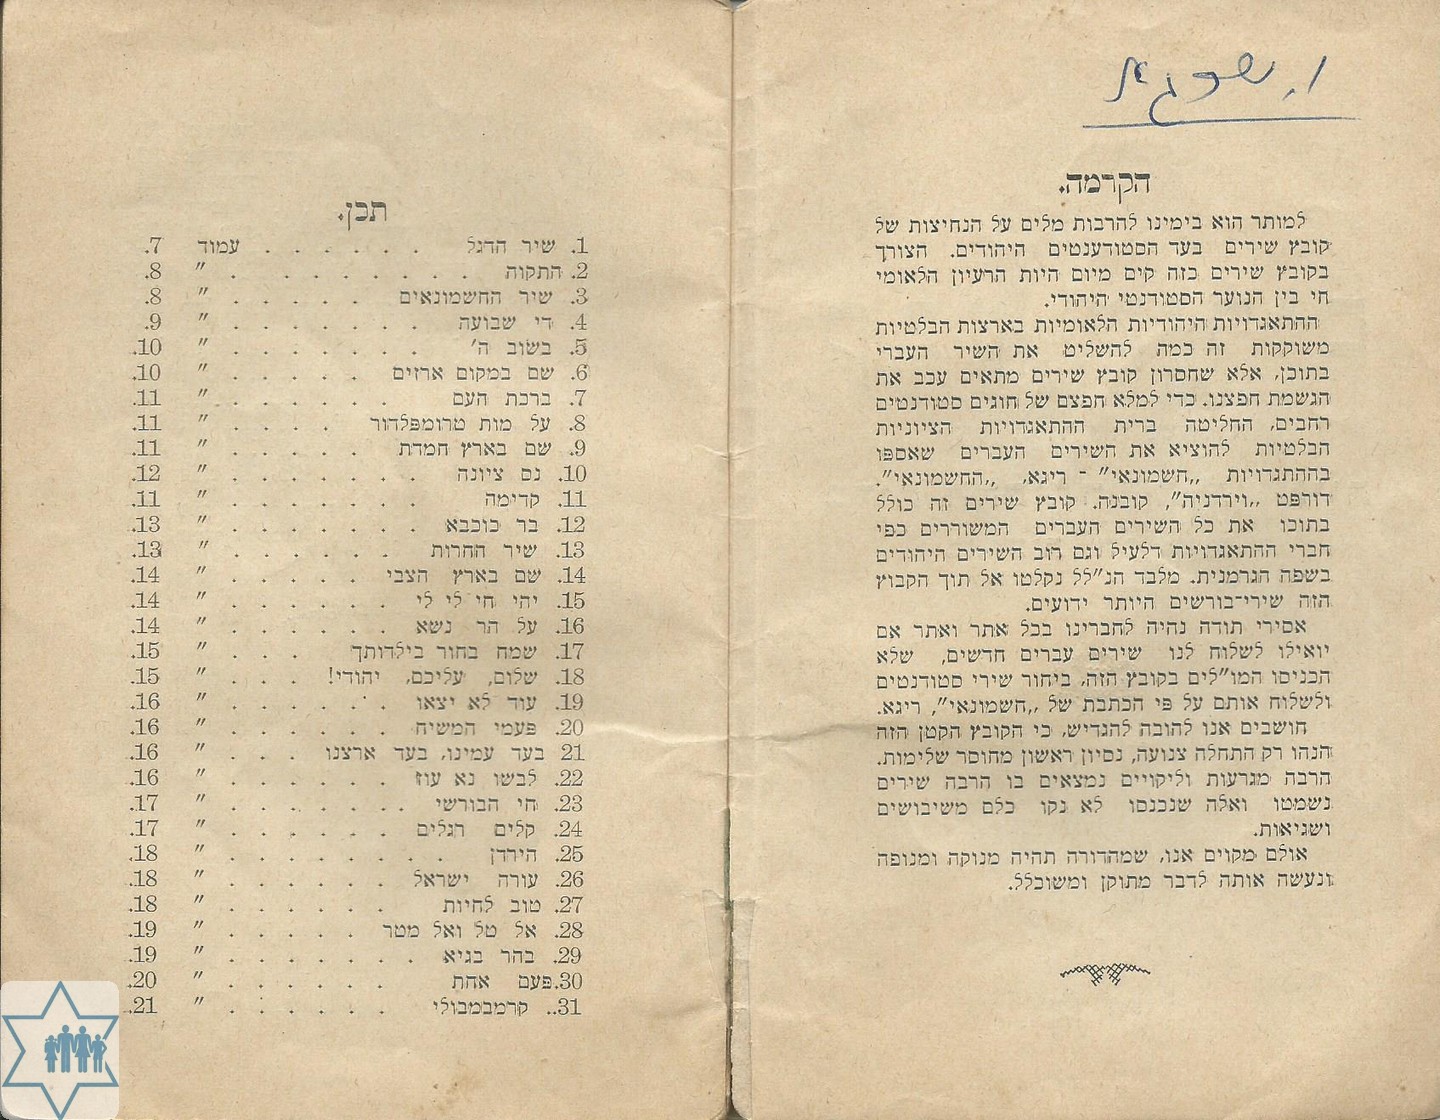 הקדמה.
למותר הוא בימינו להרבות מלים על הנחיצות של
קובץ שירים בעד הסטודענטים היהודים. הצורך
בקובץ שירים כזה קים מיום היות הרעיון הלאומי
חי בין הנוער הסטודנטי היהודי.
ההתאגדויות היהודיות הלאומיות בארצות הבלטיות
משוקקות זה כמה להשליט את השיר העברי
בתוכן, אלא שחסרון קובץ שירים מתאים עכב את
הגשמת חפצנו. כדי למלא חפצם של חוגים סטודנטים
רחבים, החליטה ברית ההתאגדויות הציוניות
הבלטיות להוציא את השירים העברים שאספו
בההתגדויות „חשמונאי" - ריגא, „החשמונאי".
דורפט „וירדניה", קובנה. קובץ שירים זה כולל
בתוכו את כל השירים העברים המשוררים כפי
חברי ההתאגדויות דלעיל וגם רוב השירים היהודים
בשפה הגרמנית. מלבד הנ"לל נקלטו אל תוך הקבוץ
הזה שירי־בורשים היותר ידועים.
אסירי תודה נהיה לחברינו בכל אתר ואתר אם
יואילו לשלוח לנו שירים עברים חדשים, שלא
הכניסו המו"לים בקובץ הזה, ביחור שירי סטודנטים
ולשלוח אותם על פי הכתבת של „חשמונאי", ריגא.
חושבים אנו לחובה להגדיש, כי הקובץ הקטן הזה
הנהו רק התחלה צנועה, נסיון ראשון מחוסר שלימות.
הרבה מגרעות וליקויים נמצאים בו הרבה שירים
נשמטו ואלה שנכנסו לא נקו כלם משיבושים
ושגיאות.
אולם מקוים אנו, שמהדורה תהיה מנוקה ומנופה
ונעשה אותה לדבר מתוקן ומשוכלל.
תכן.
1. שיר הדגל . . . . . . עמוד 7.
2. התקוה . . . . . . . . " 8.
3. שיר החשמונאים . . . . . " 8.
4. די שבועה . . . . . . . " 9.
5. בשוב ה' . . . . . . . " 10.
6. שם במקום ארזים . . . . . " 10.
7. ברכת העם . . . . . . " 11.
8. על מות טרומפלדור . . . . " 11.
9. שם בארץ חמדת . . . . . " 11.
10. נס ציונה . . . . . . . " 12.
11. קדימה . . . . . . . " 11.
12. בר כוכבא . . . . . . . " 13.
13. שיר החרות . . . . . . " 13.
14. שם בארץ הצבי . . . . . . " 14.
15. יהי חי לי לי . . . . . . . " 14.
16. על הר נשא . . . . . . . " 14.
17. שמח בחור בילדותך . . . . " 15.
18. שלום, עליכם, יהודי! . . . " 15.
19. עוד לא יצאו . . . . . . " 16.
20. פעמי המשיח . . . . . . " 16.
21 בעד עמינו, בעד ארצנו . . . " 16.
22. לבשו נא עוז . . . . . . " 16.
23. חי הבורשי . . . . . . . " 17.
24. קלים רגלים . . . . . . " 17.
25. הירדן . . . . . . . . " 18.
26. עורה ישראל . . . . . . " 18.
27. טוב לחיות . . . . . . " 18.
28. אל טל ואל מטר . . . . . " 19.
29. בהר בגיא . . . . . . . " 19.
30.פעם אחת . . . . . . " 20.
31.. קרמבמבולי . . . . . . " 21.